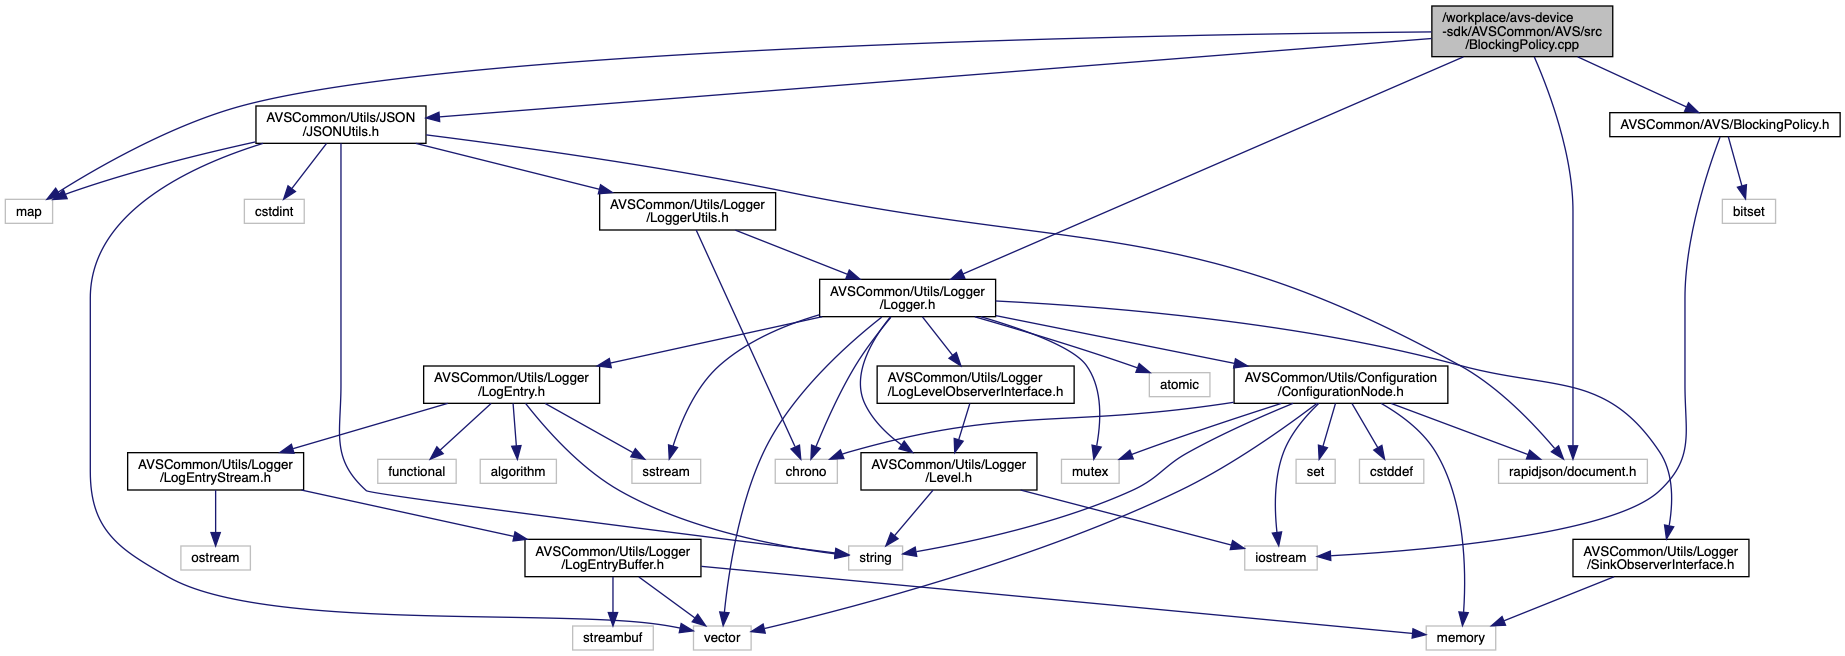 /workplace/avs-device
-sdk/AVSCommon/AVS/src
/BlockingPolicy.cpp
AVSCommon/Utils/JSON
/JSONUtils.h
AVSCommon/AVS/BlockingPolicy.h
map
cstdint
AVSCommon/Utils/Logger
/LoggerUtils.h
bitset
AVSCommon/Utils/Logger
/Logger.h
AVSCommon/Utils/Logger
/LogEntry.h
AVSCommon/Utils/Logger
/LogLevelObserverInterface.h
atomic
AVSCommon/Utils/Configuration
/ConfigurationNode.h
AVSCommon/Utils/Logger
/LogEntryStream.h
functional
algorithm
sstream
chrono
AVSCommon/Utils/Logger
/Level.h
mutex
set
cstddef
rapidjson/document.h
ostream
AVSCommon/Utils/Logger
/LogEntryBuffer.h
string
iostream
AVSCommon/Utils/Logger
/SinkObserverInterface.h
streambuf
vector
memory